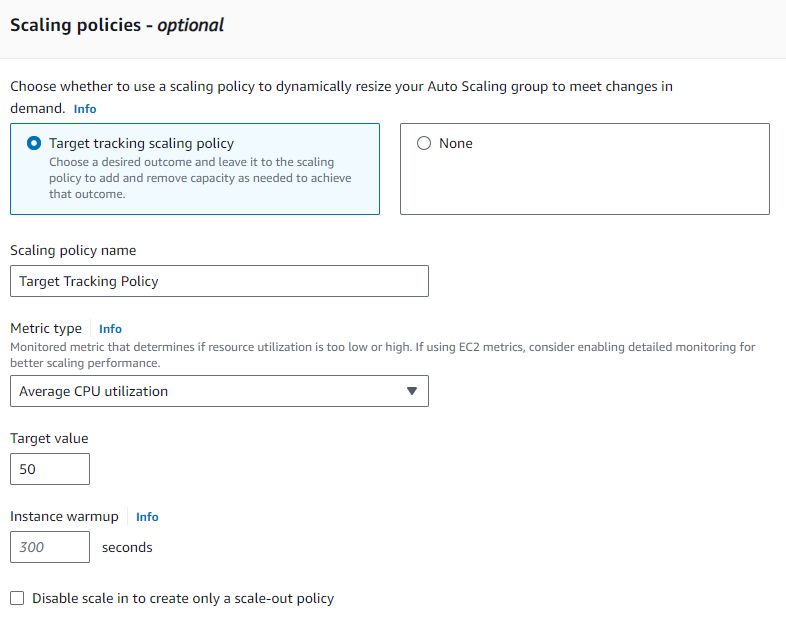 Scaling policies - optional
Choose whether to use a scaling policy to dynamically resize your Auto Scaling group to meet changes in
demand. Info
Target tracking scaling policy
Choose a desired outcome and leave it to the scaling
policy to add and remove capacity as needed to achieve
that outcome.
None
Scaling policy name
Target Tracking Policy
Metric type Info
Monitored metric that determines if resource utilization is too low or high. If using EC2 metrics, consider enabling detailed monitoring for
better scaling performance.
Average CPU utilization
Target value
50
Instance warmup Info
300 seconds
Disable scale in to create only a scale-out policy